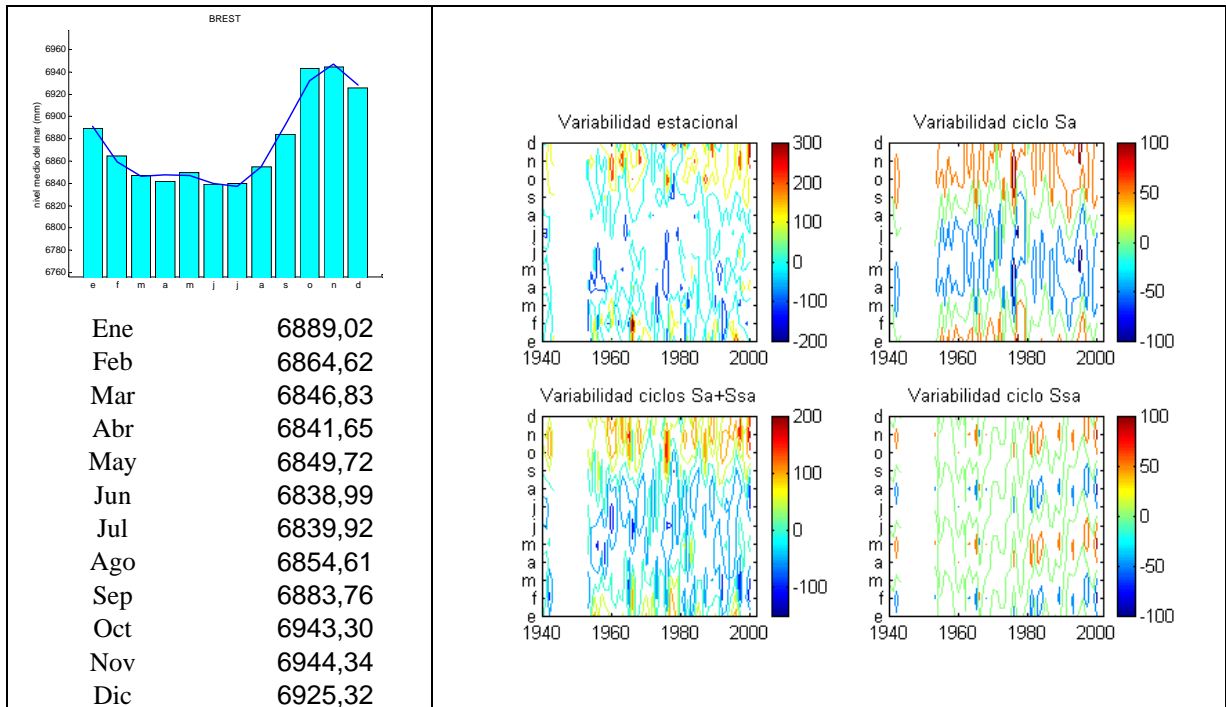 BREST
nivel medio del mar (mm)
6960
6940
6920
6900
6880
6860
6840
6820
6800
6780
6760
e f m a m j j a s o n d
Ene 6889,02
Feb 6864,62
Mar 6846,83
Abr 6841,65
May 6849,72
Jun 6838,99
Jul 6839,92
Ago 6854,61
Sep 6883,76
Oct 6943,30
Nov 6944,34
Dic 6925,32
Variabilidad estacional
d
n
o
s
a
j
j
m
a
m
f
e
1940 1960 1980 2000
300
200
100
0
-100
-200
Variabilidad ciclo Sa
d
n
o
s
a
j
j
m
a
m
f
e
1940 1960 1980 2000
100
50
0
-50
-100
Variabilidad ciclos Sa+Ssa
d
n
o
s
a
j
j
m
a
m
f
e
1940 1960 1980 2000
200
100
0
-100
Variabilidad ciclo Ssa
d
n
o
s
a
j
j
m
a
m
f
e
1940 1960 1980 2000
100
50
0
-50
-100